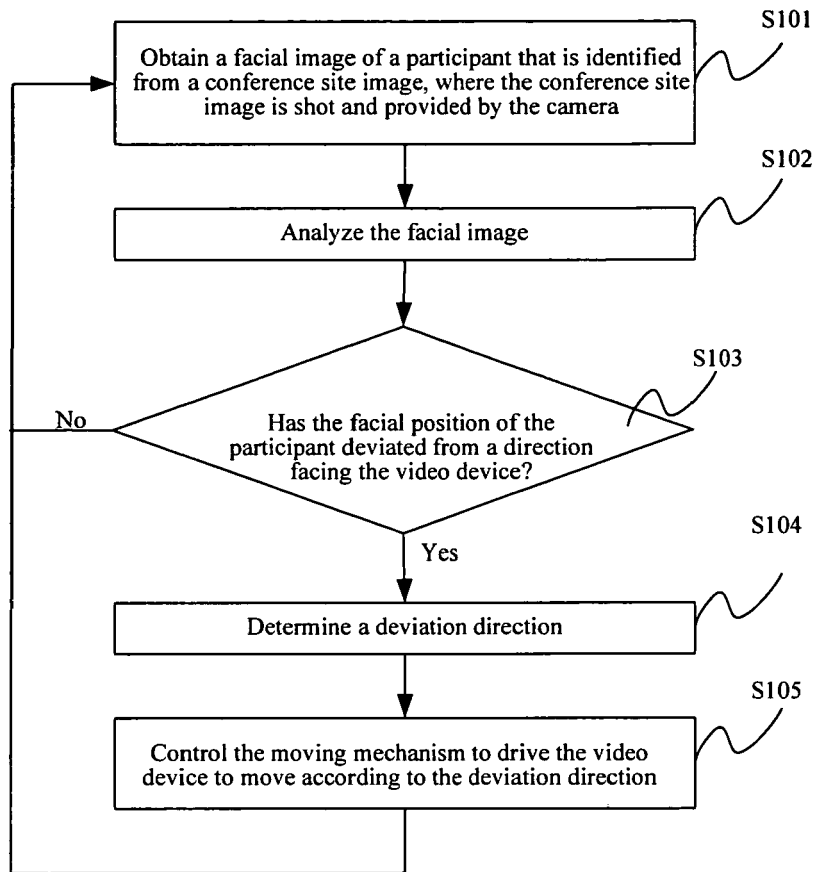 S101
Obtain a facial image of a participant that is identified
from a conference site image, where the conference site
image is shot and provided by the camera
S102
Analyze the facial image
S103
No
Has the facial position of the
participant deviated from a direction
facing the video device?
Yes
S104
Determine a deviation direction
S105
Control the moving mechanism to drive the video
device to move according to the deviation direction